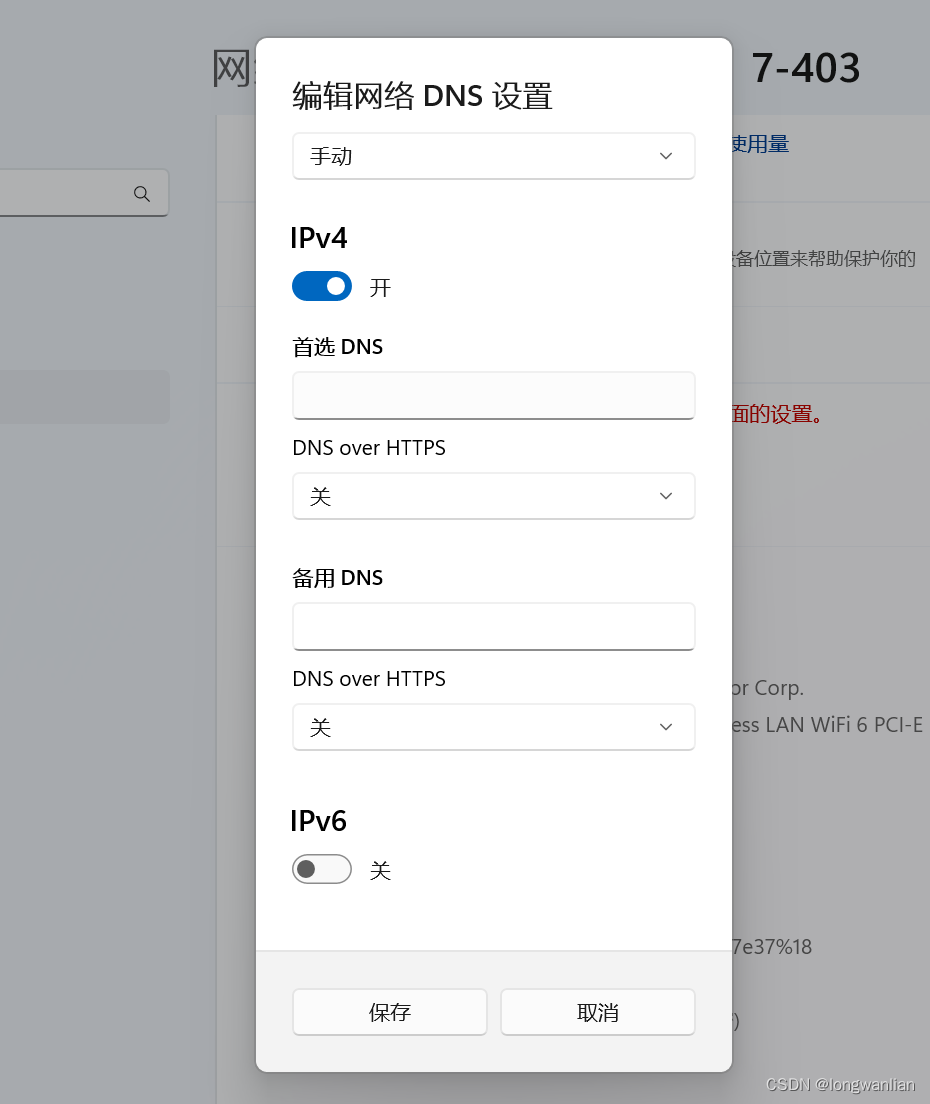 网
7-403
编辑网络 DNS 设置
使用量
手动
IPv4
备位置来帮助保护你的
开
首选 DNS
面的设置。
DNS over HTTPS
关
备用 DNS
DNS over HTTPS
or Corp.
ess LAN WiFi 6 PCI-E
关
IPv6
关
7e37%18
保存
取消
)
CSDN @longwanlian